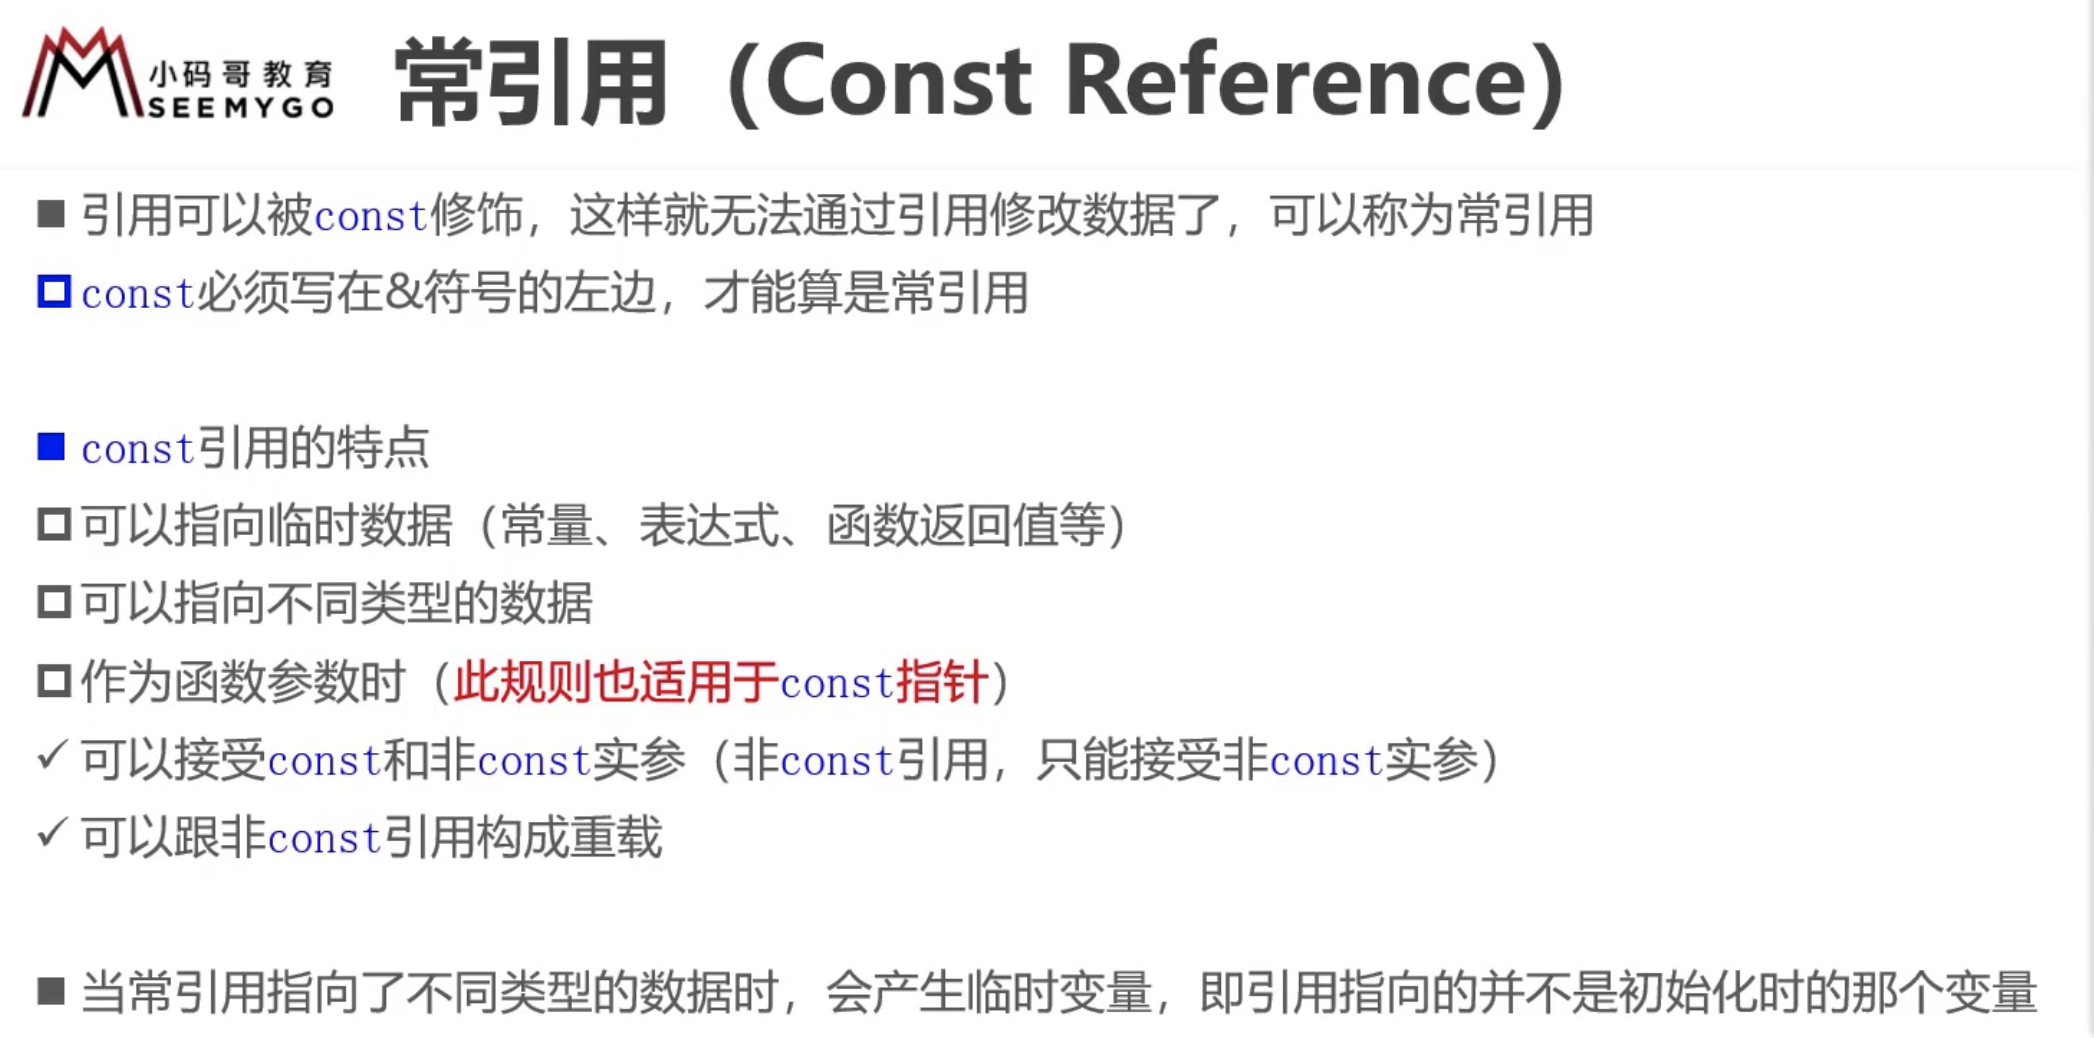 小码哥教育
SEEMYGO
常引用（Const Reference）
引用可以被const修饰，这样就无法通过引用修改数据了，可以称为常引用
const必须写在&符号的左边，才能算是常引用
const引用的特点
可以指向临时数据（常量、表达式、函数返回值等）
可以指向不同类型的数据
作为函数参数时（此规则也适用于const指针）
✓ 可以接受const和非const实参（非const引用，只能接受非const实参）
✓ 可以跟非const引用构成重载
当常引用指向了不同类型的数据时，会产生临时变量，即引用指向的并不是初始化时的那个变量